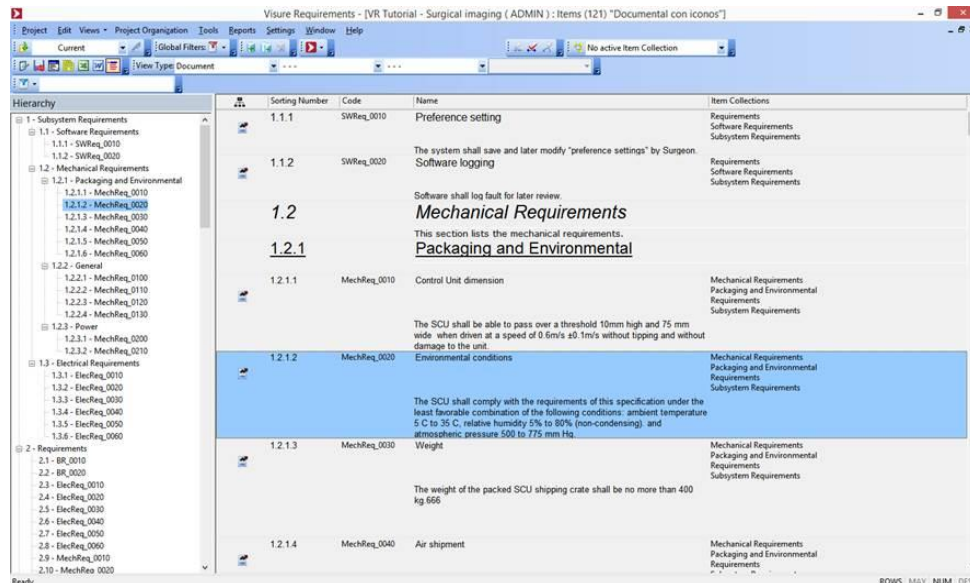 Visure Requirements - [VR Tutorial - Surgical imaging ( ADMIN ) : Items (121) "Documental con iconos"]
Project Edit Views Project Organization Tools Reports Settings Window Help
Current Global Filters: No active Item Collection
View Type: Document
Hierarchy
1 - Subsystem Requirements
1.1 - Software Requirements
1.1.1 - SWReq_0010
1.1.2 - SWReq_0020
1.2 - Mechanical Requirements
1.2.1 - Packaging and Environmental
1.2.1.1 - MechReq_0010
1.2.1.2 - MechReq_0020
1.2.1.3 - MechReq_0030
1.2.1.4 - MechReq_0040
1.2.1.5 - MechReq_0050
1.2.1.6 - MechReq_0060
1.2.2 - General
1.2.2.1 - MechReq_0100
1.2.2.2 - MechReq_0110
1.2.2.3 - MechReq_0120
1.2.2.4 - MechReq_0130
1.2.3 - Power
1.2.3.1 - MechReq_0200
1.2.3.2 - MechReq_0210
1.3 - Electrical Requirements
1.3.1 - ElecReq_0010
1.3.2 - ElecReq_0020
1.3.3 - ElecReq_0030
1.3.4 - ElecReq_0040
1.3.5 - ElecReq_0050
1.3.6 - ElecReq_0060
2 - Requirements
2.1 - BR_0010
2.2 - BR_0020
2.3 - ElecReq_0010
2.4 - ElecReq_0020
2.5 - ElecReq_0030
2.6 - ElecReq_0040
2.7 - ElecReq_0050
2.8 - ElecReq_0060
2.9 - MechReq_0010
2.10 - MechReq_0020
Sorting Number Code Name Item Collections
1.1.1 SWReq_0010 Preference setting Requirements
Software Requirements
Subsystem Requirements
The system shall save and later modify "preference settings" by Surgeon.
1.1.2 SWReq_0020 Software logging Requirements
Software Requirements
Subsystem Requirements
Software shall log fault for later review.
1.2 Mechanical Requirements
This section lists the mechanical requirements.
1.2.1 Packaging and Environmental
1.2.1.1 MechReq_0010 Control Unit dimension Mechanical Requirements
Packaging and Environmental
Requirements
Subsystem Requirements
The SCU shall be able to pass over a threshold 10mm high and 75 mm
wide when driven at a speed of 0.6m/s ±0.1m/s without tipping and without
damage to the unit.
1.2.1.2 MechReq_0020 Environmental conditions Mechanical Requirements
Packaging and Environmental
Requirements
Subsystem Requirements
The SCU shall comply with the requirements of this specification under the
least favorable combination of the following conditions: ambient temperature
5 C to 35 C, relative humidity 5% to 80% (non-condensing). and
atmospheric pressure 500 to 775 mm Hg.
1.2.1.3 MechReq_0030 Weight Mechanical Requirements
Packaging and Environmental
Requirements
Subsystem Requirements
The weight of the packed SCU shipping crate shall be no more than 400
kg.666
1.2.1.4 MechReq_0040 Air shipment Mechanical Requirements
Packaging and Environmental
Requirements
Ready ROWS MAX NUM